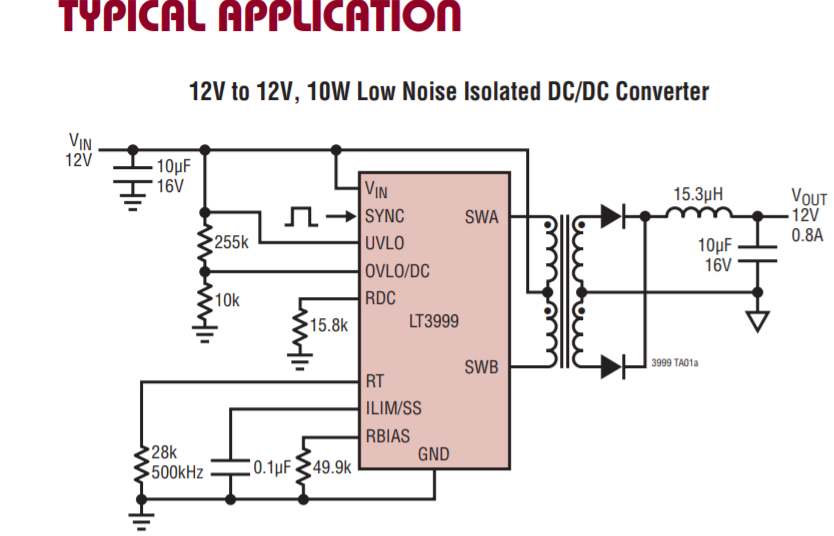 TYPICAL APPLICATION
12V to 12V, 10W Low Noise Isolated DC/DC Converter
VIN
12V
10µF
16V
VIN
SYNC
SWA
15.3µH
VOUT
12V
0.8A
255k
UVLO
10µF
16V
OVLO/DC
10k
RDC
15.8k
LT3999
SWB
3999 TA01a
RT
ILIM/SS
RBIAS
28k
500kHz
0.1µF
49.9k
GND